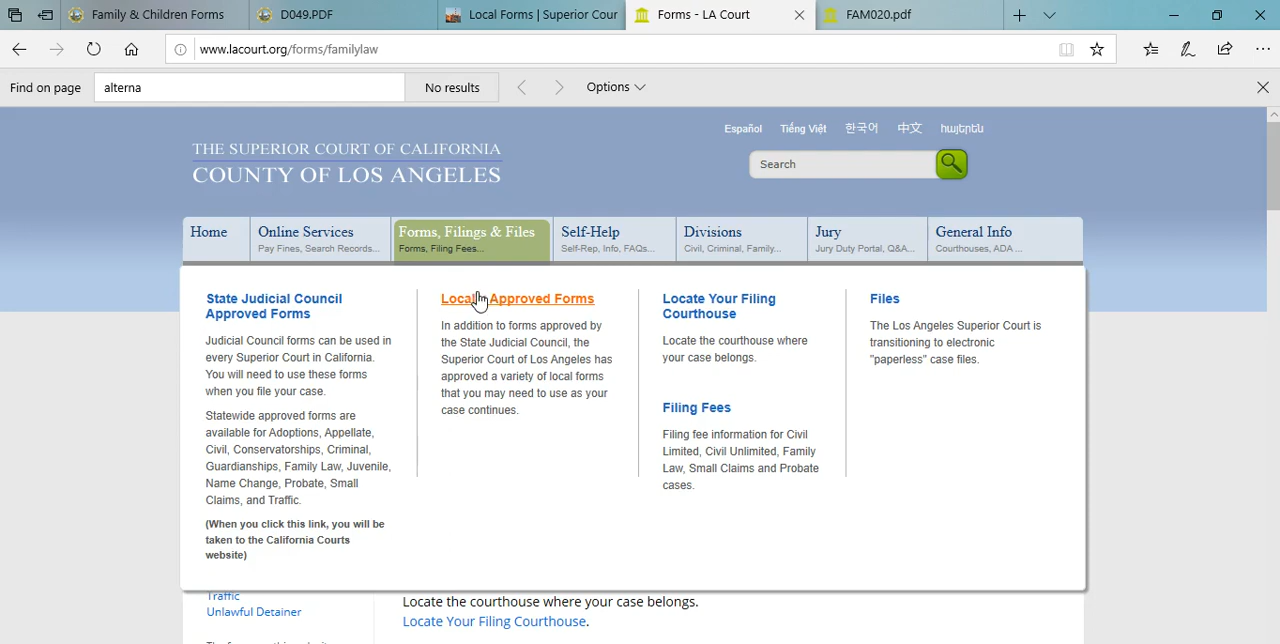 Family & Children Forms
D049.PDF
Local Forms | Superior Cour
Forms - LA Court
FAM020.pdf
www.lacourt.org/forms/familylaw
Find on page
alterna
No results
Options
Español Tiếng Việt 한국어 中文 հայերեն
THE SUPERIOR COURT OF CALIFORNIA
COUNTY OF LOS ANGELES
Search
Home
Online Services
Pay Fines, Search Records...
Forms, Filings & Files
Forms, Filing Fees...
Self-Help
Self-Rep, Info, FAQs...
Divisions
Civil, Criminal, Family...
Jury
Jury Duty Portal, Q&A...
General Info
Courthouses, ADA ...
State Judicial Council
Approved Forms
Judicial Council forms can be used in
every Superior Court in California.
You will need to use these forms
when you file your case.
Statewide approved forms are
available for Adoptions, Appellate,
Civil, Conservatorships, Criminal,
Guardianships, Family Law, Juvenile,
Name Change, Probate, Small
Claims, and Traffic.
(When you click this link, you will be
taken to the California Courts
website)
Approved Forms
In addition to forms approved by
the State Judicial Council, the
Superior Court of Los Angeles has
approved a variety of local forms
that you may need to use as your
case continues.
Locate Your Filing
Courthouse
Locate the courthouse where
your case belongs.
Filing Fees
Filing fee information for Civil
Limited, Civil Unlimited, Family
Law, Small Claims and Probate
cases.
Files
The Los Angeles Superior Court is
transitioning to electronic
"paperless" case files.
Traffic
Unlawful Detainer
Locate the courthouse where your case belongs.
Locate Your Filing Courthouse.